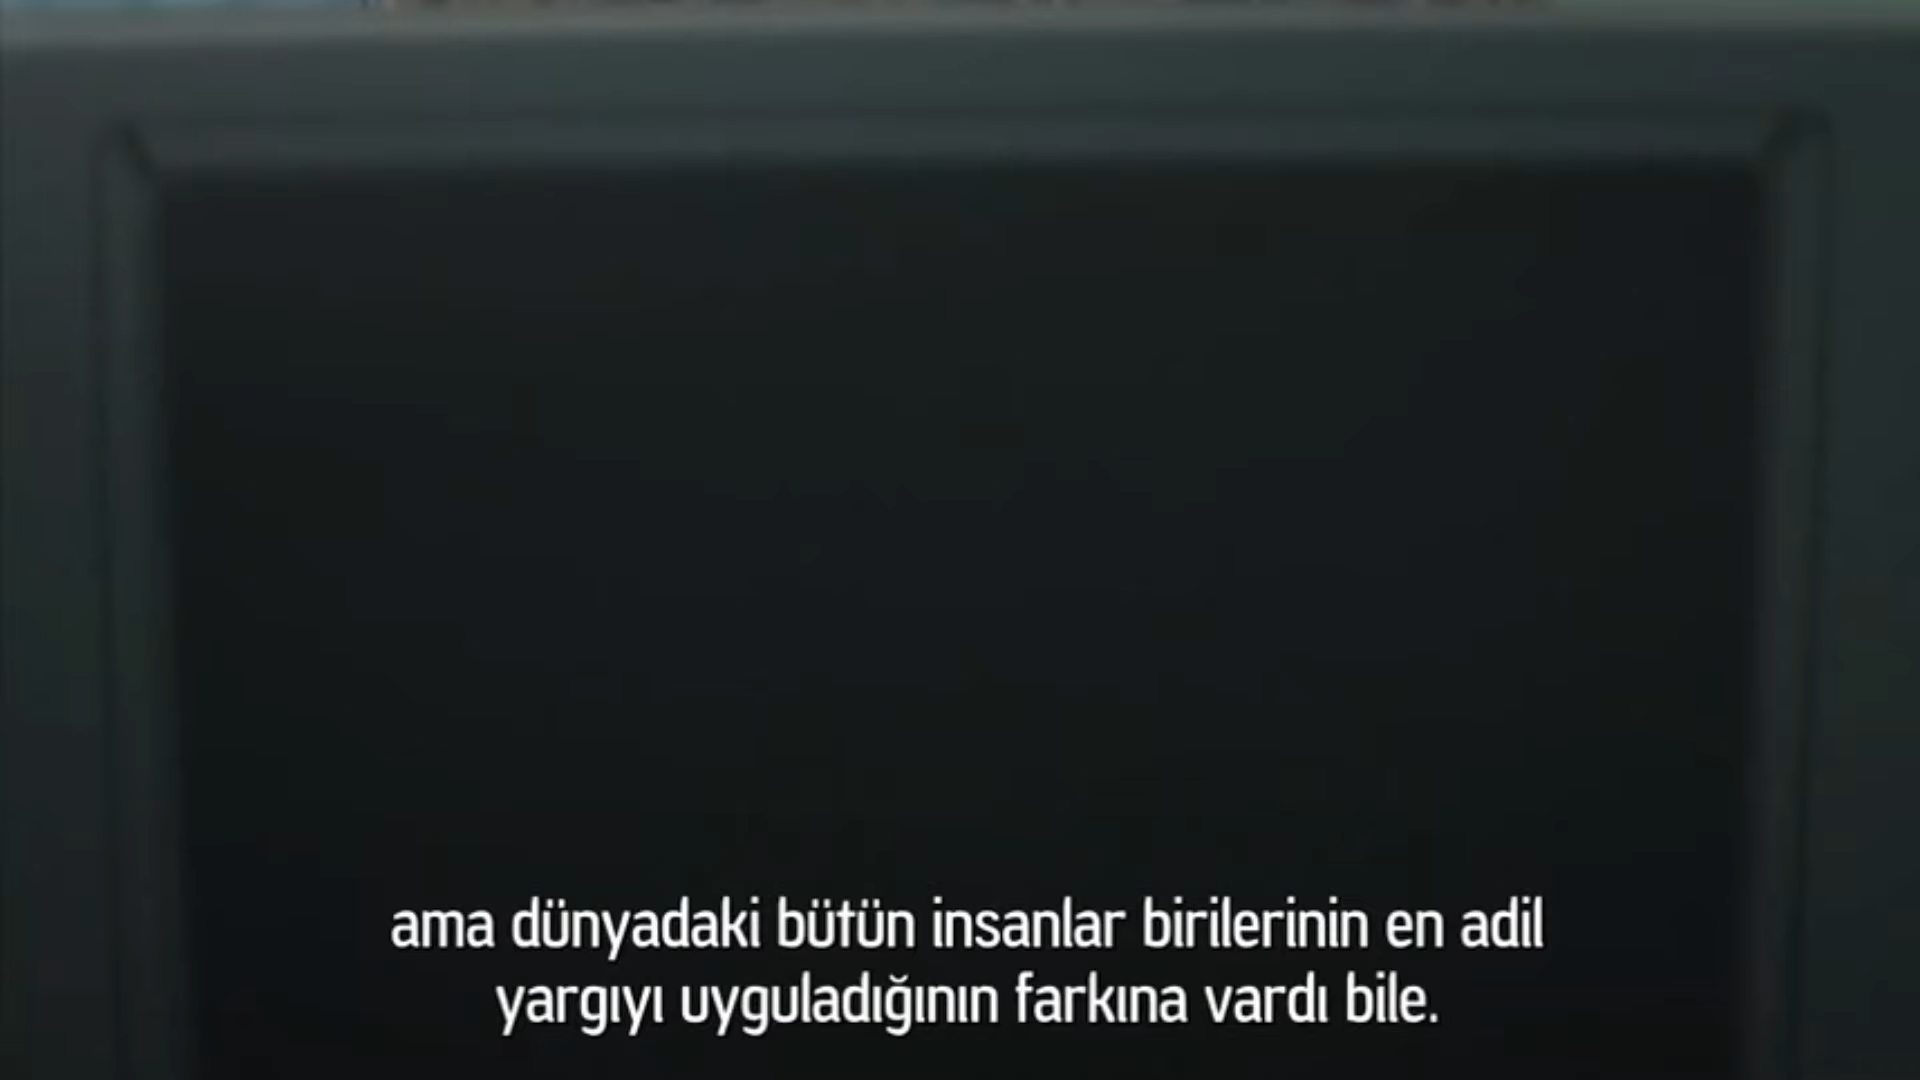 ama dünyadaki bütün insanlar birilerinin en adil
yargıyı uyguladığının farkına vardı bile.